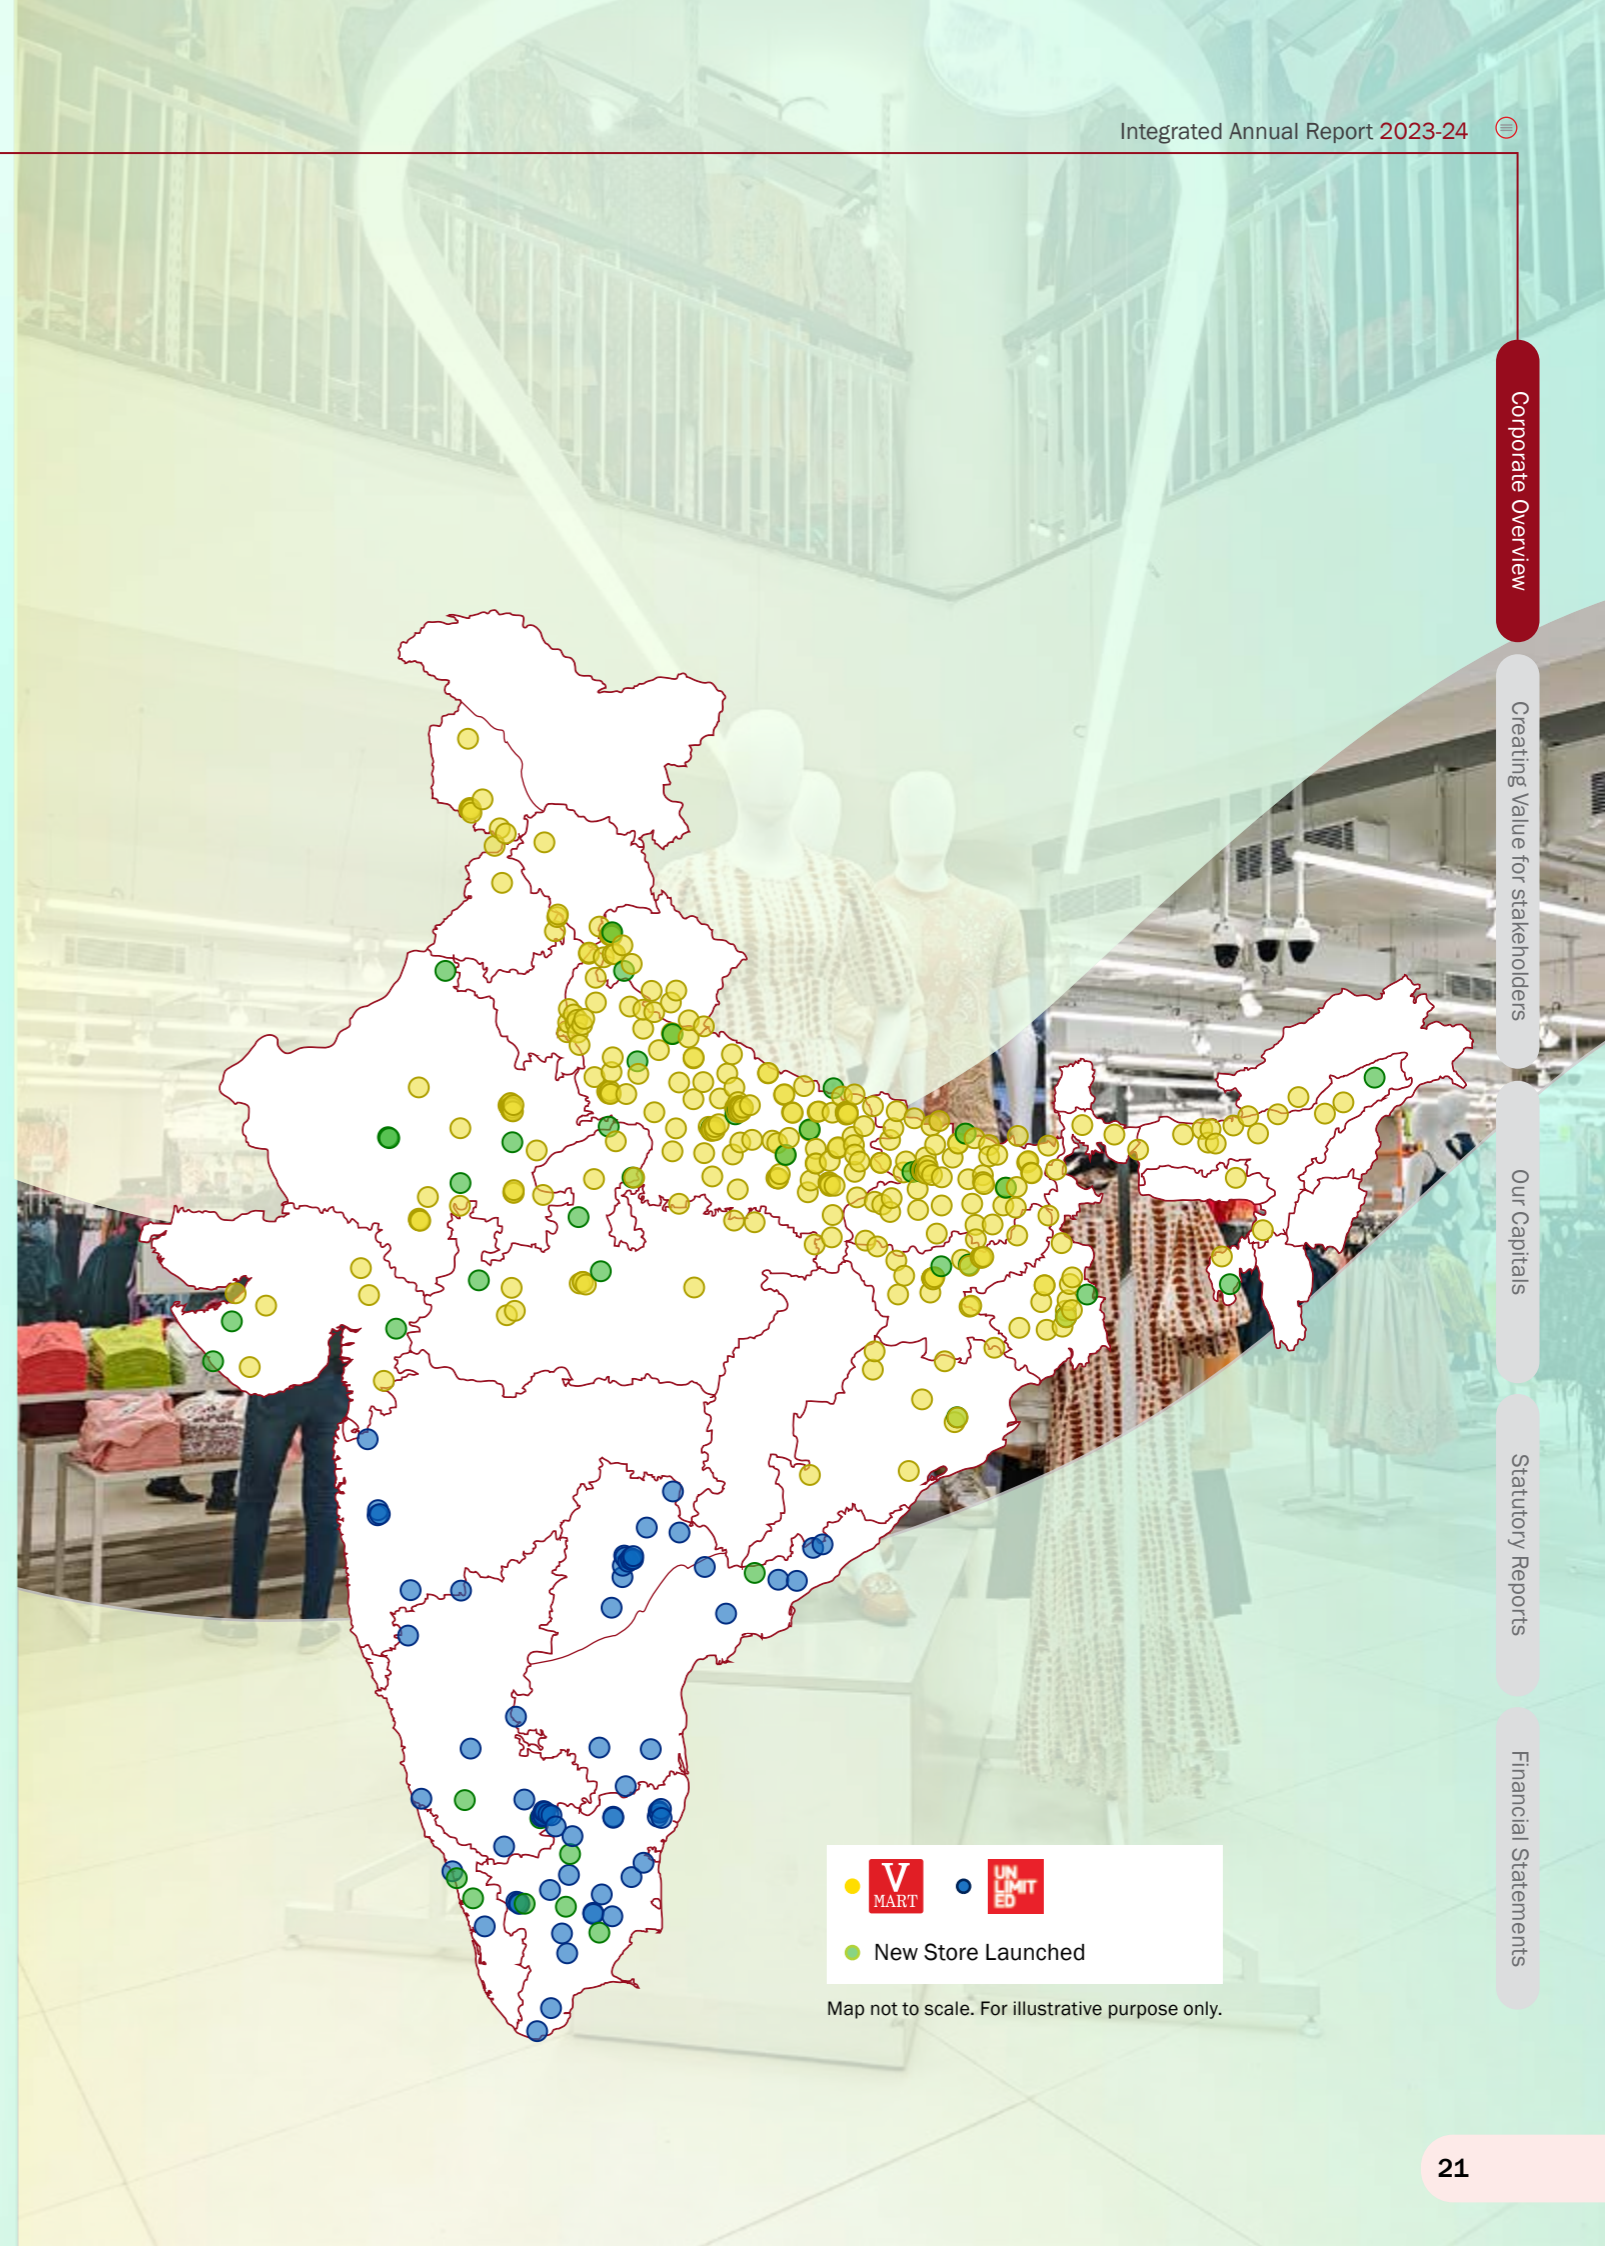 Integrated Annual Report 2023-24
Corporate Overview
Creating Value for stakeholders
Our Capitals
Statutory Reports
Financial Statements
V
MART
UN
LIMIT
ED
New Store Launched
Map not to scale. For illustrative purpose only.
21